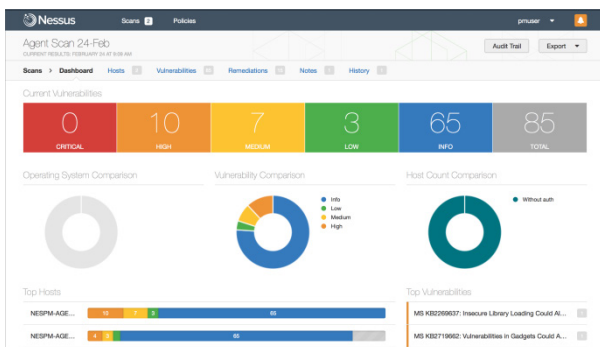 Nessus
Scans 2
Policies
pmuser
Agent Scan 24-Feb
CURRENT RESULTS: FEBRUARY 24 AT 9:58 AM
Audit Trail
Export
Scans > Dashboard
Hosts
Vulnerabilities
Remediations
Notes
History
Current Vulnerabilities
0
10
7
3
65
85
CRITICAL
HIGH
MEDIUM
LOW
INFO
TOTAL
Operating System Comparison
Vulnerability Comparison
Host Count Comparison
Info
Low
Medium
High
Without auth
Top Hosts
Top Vulnerabilities
NESPM-AGE...
10
7
3
65
MS KB2269637: Insecure Library Loading Could Al...
NESPM-AGE...
4
3
65
MS KB2719662: Vulnerabilities in Gadgets Could A...